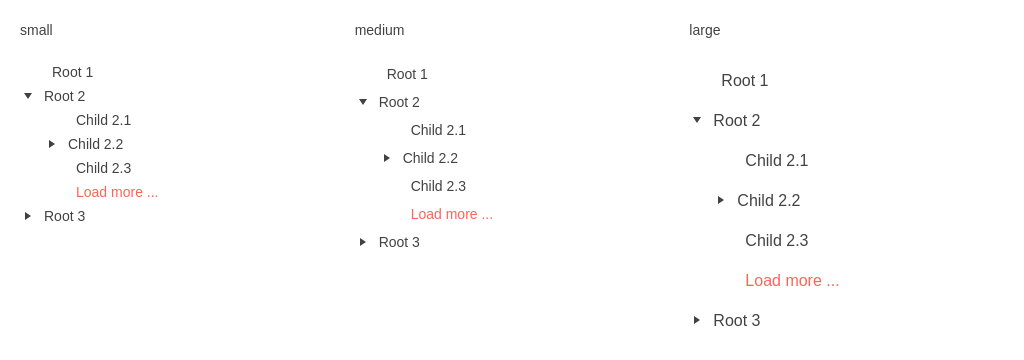 small
Root 1
Root 2
Child 2.1
Child 2.2
Child 2.3
Load more ...
Root 3
medium
Root 1
Root 2
Child 2.1
Child 2.2
Child 2.3
Load more ...
Root 3
large
Root 1
Root 2
Child 2.1
Child 2.2
Child 2.3
Load more ...
Root 3